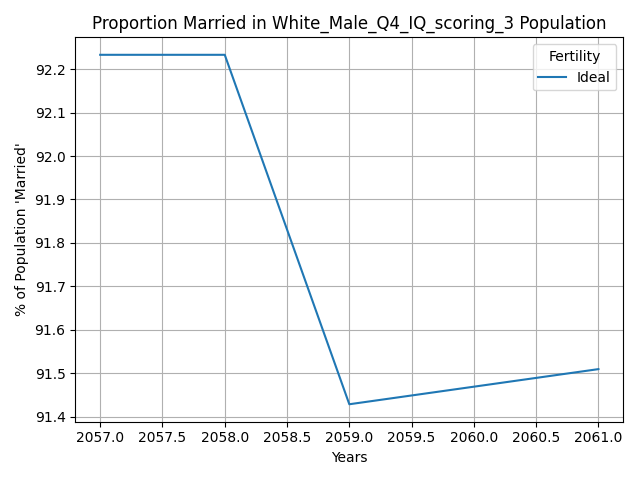 Proportion Married in White_Male_Q4_IQ_scoring_3 Population
Fertility
Ideal
% of Population 'Married'
92.2
92.1
92.0
91.9
91.8
91.7
91.6
91.5
91.4
2057.0 2057.5 2058.0 2058.5 2059.0 2059.5 2060.0 2060.5 2061.0
Years